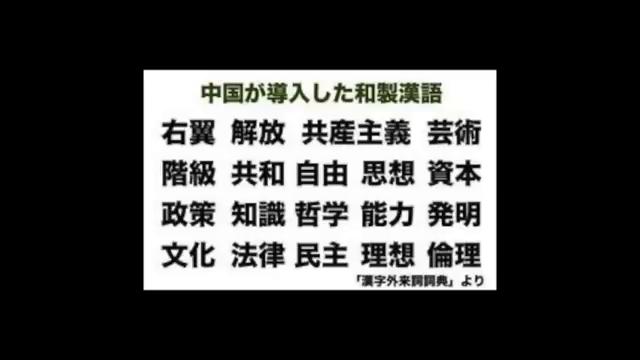 中国が導入した和製漢語
右翼 解放 共産主義 芸術
階級 共和 自由 思想 資本
政策 知識 哲学 能力 発明
文化 法律 民主 理想 倫理
「漢字外来詞詞典」より